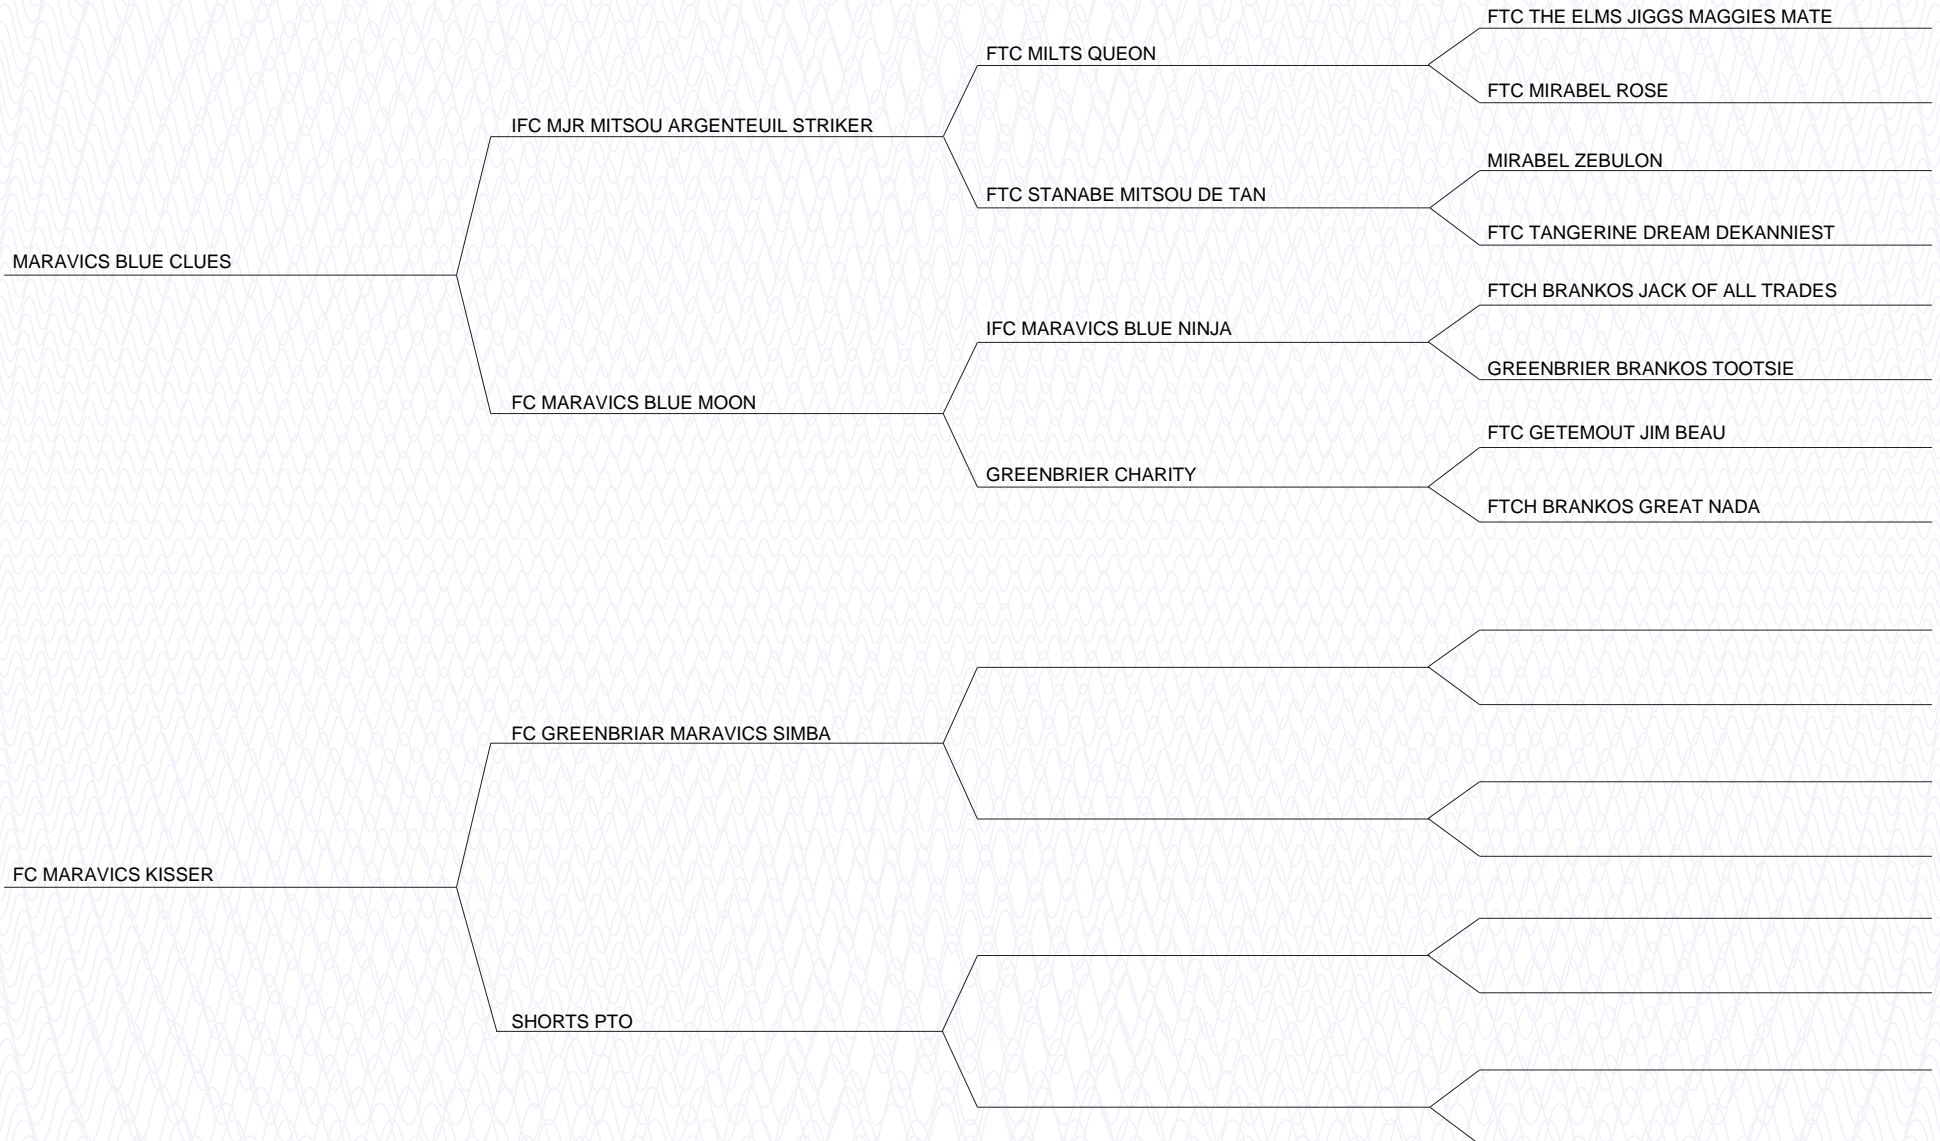 FTC THE ELMS JIGGS MAGGIES MATE
FTC MILTS QUEON
FTC MIRABEL ROSE
IFC MJR MITSOU ARGENTEUIL STRIKER
MIRABEL ZEBULON
FTC STANABE MITSOU DE TAN
FTC TANGERINE DREAM DEKANNIEST
MARAVICS BLUE CLUES
FTCH BRANKOS JACK OF ALL TRADES
IFC MARAVICS BLUE NINJA
GREENBRIER BRANKOS TOOTSIE
FC MARAVICS BLUE MOON
FTC GETEMOUT JIM BEAU
GREENBRIER CHARITY
FTCH BRANKOS GREAT NADA
FC GREENBRIAR MARAVICS SIMBA
FC MARAVICS KISSER
SHORTS PTO